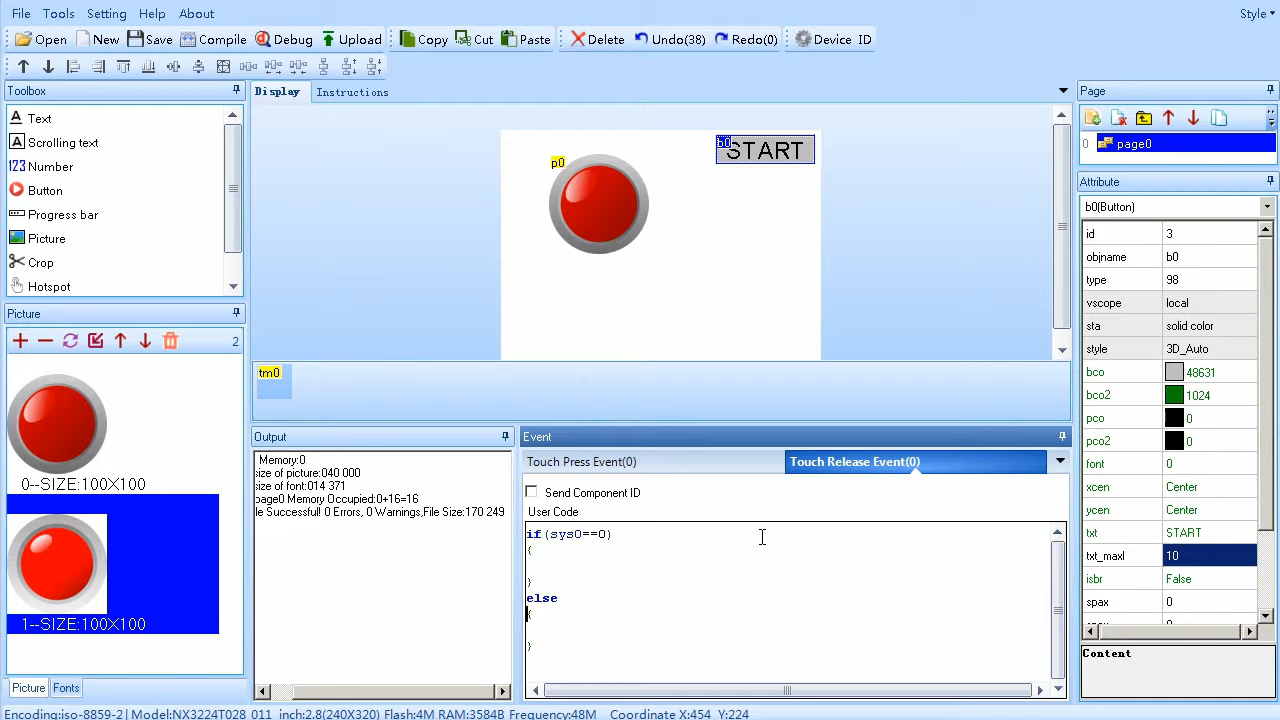 File Tools Help About
Style
Open New Save Compile Debug Upload Copy Cut Paste Delete Undo(38) Redo(0) Device ID
Toolbox
Text
Scrolling text
Number
Button
Progress bar
Picture
Crop
Hotspot
Picture
2
0--SIZE:100X100
1--SIZE:100X100
Picture Fonts
Display Instructions
p0
b0
START
tm0
Output
Memory:0
size of picture:040 000
size of font:014 371
page0 Memory Occupied:0+16=16
le Successful! 0 Errors, 0 Warnings,File Size:170 249
Event
Touch Press Event(0) Touch Release Event(0)
Send Component ID
User Code
if(sys0==0)
{
}
else
{
}
Page
0 page0
Attribute
b0(Button)
id 3
objname b0
type 98
vscope local
sta solid color
style 3D_Auto
bco 48631
bco2 1024
pco 0
pco2 0
font 0
xcen Center
ycen Center
txt START
txt_maxl 10
isbr False
spax 0
Content
Encoding:iso-8859-2 Model:NX3224T028_011 inch:2.8(240X320) Flash:4M RAM:3584B Frequency:48M Coordinate X:454 Y:224